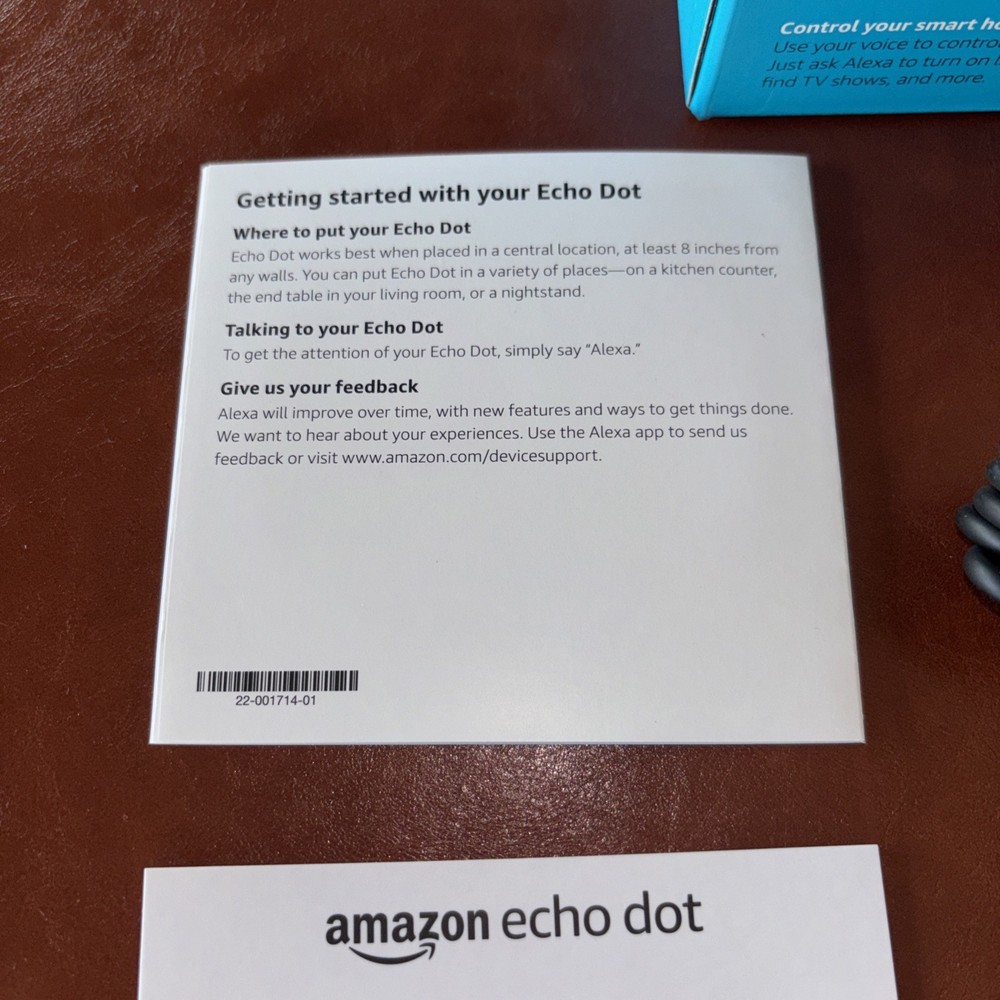 Control your smart
Use your voice to
Just ask Alexa to turn on
find TV shows, and more.
Getting started with your Echo Dot
Where to put your Echo Dot
Echo Dot works best when placed in a central location, at least 8 inches from
any walls. You can put Echo Dot in a variety of places—on a kitchen counter,
the end table in your living room, or a nightstand.
Talking to your Echo Dot
To get the attention of your Echo Dot, simply say "Alexa."
Give us your feedback
Alexa will improve over time, with new features and ways to get things done.
We want to hear about your experiences. Use the Alexa app to send us
feedback or visit www.amazon.com/devicesupport.
22-001714-01
amazon echo dot